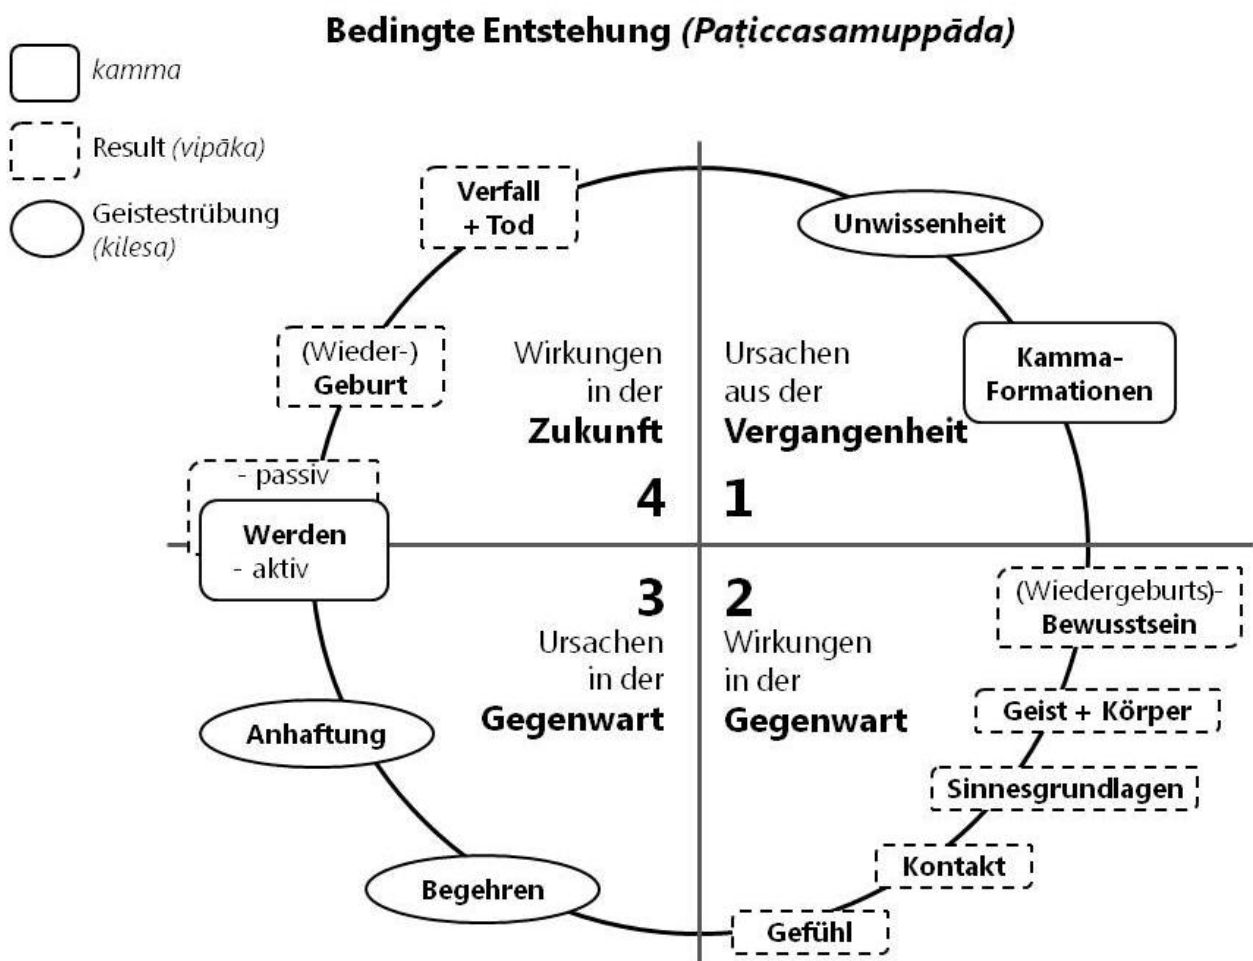 Bedingte Entstehung (Paṭiccasamuppāda)
kamma
Result (vipāka)
Geistestrübung
(kilesa)
Verfall
+ Tod
Unwissenheit
(Wieder-)
Geburt
Wirkungen
in der
Zukunft
4
Ursachen
aus der
Vergangenheit
1
Kamma-
Formationen
- passiv
Werden
- aktiv
3
Ursachen
in der
Gegenwart
2
Wirkungen
in der
Gegenwart
(Wiedergeburts)-
Bewusstsein
Geist + Körper
Sinnesgrundlagen
Kontakt
Gefühl
Anhaftung
Begehren